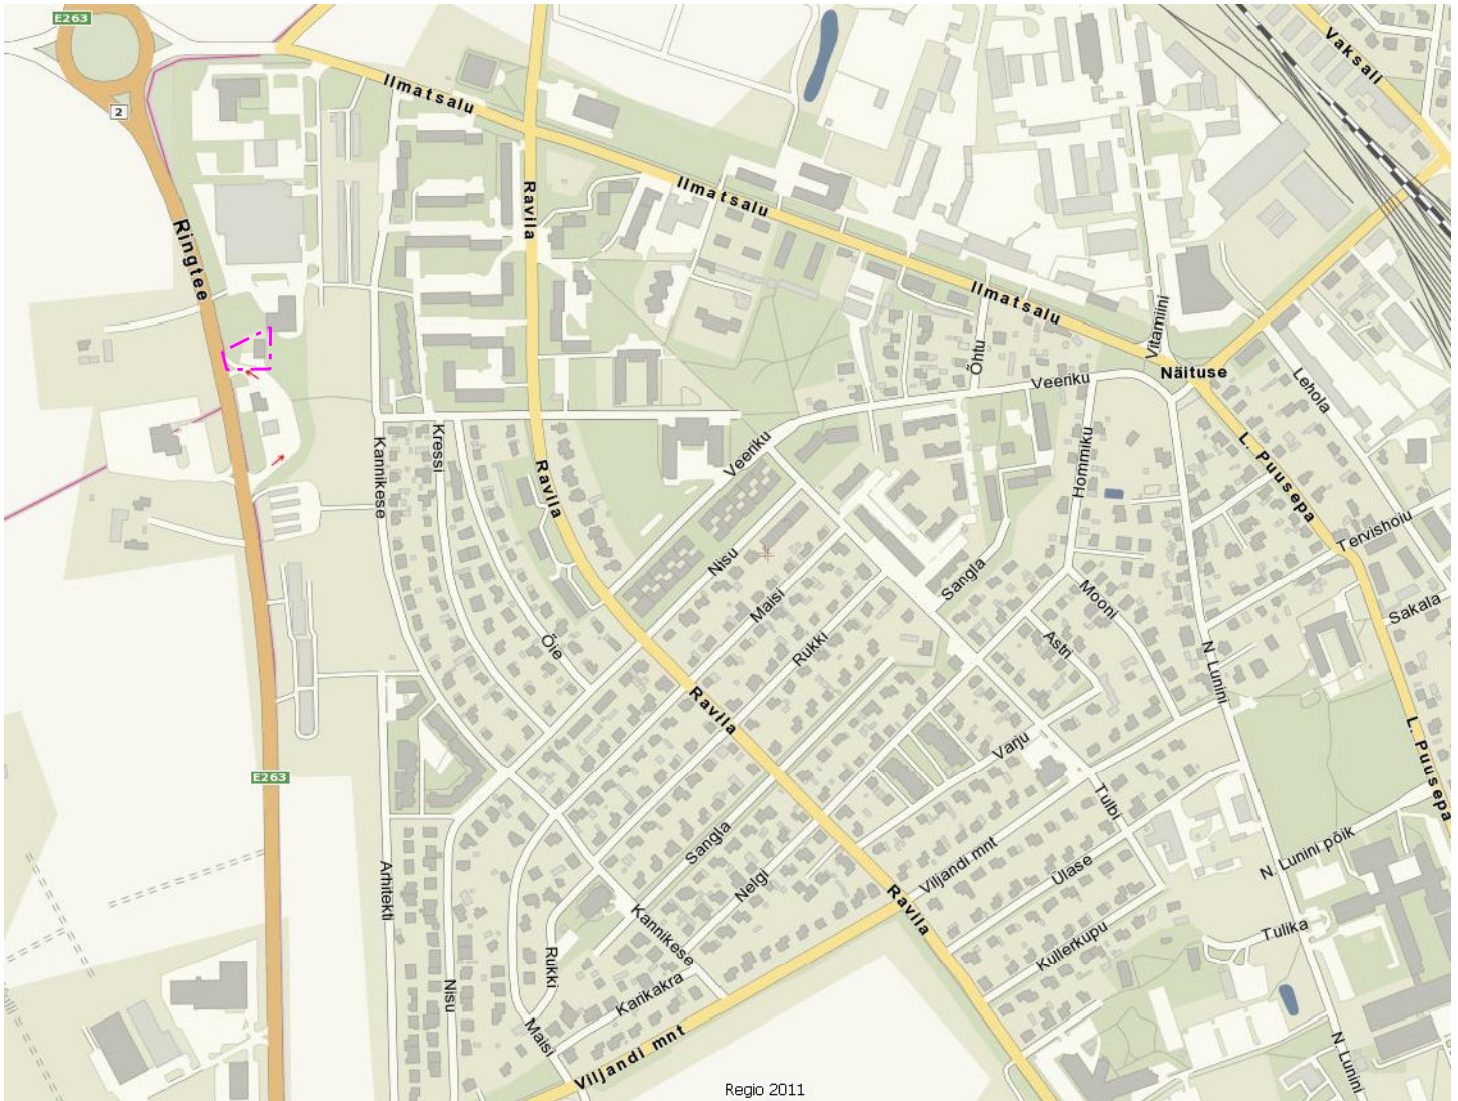 E263
Vaksali
Ilmatsalu
2
Ravila
Ilmatsalu
Ringtee
Ilmatsalu
Vitamiini
Õhtu
Näituse
Veeriku
Lehola
Kannikese
Kressi
Veeriku
Hommiku
L. Puusepa
Ravila
Tervishoiu
Nisu
Sangla
Maisi
Mooni
Sakala
Õie
Rukki
Astri
N Lunini
Ravila
Varju
L. Puusepa
E263
Tulbi
Sangla
N. Lunini põik
Arhitekti
Nelgi
Viljandi mnt
Ülase
Ravila
Kannikese
Tulika
Kullerkupu
Rukki
Karikakra
Nisu
Maisi
Viljandi mnt
N Lunini
Regio 2011